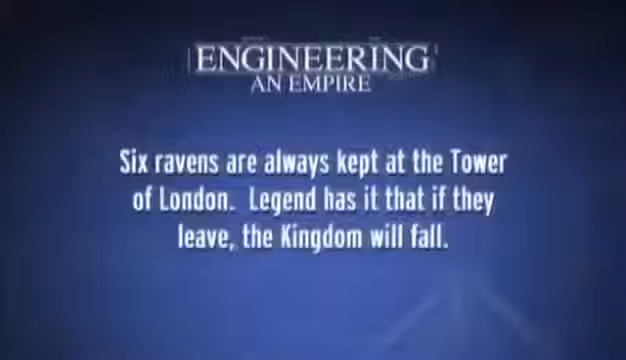 ENGINEERING
AN EMPIRE
Six ravens are always kept at the Tower
of London. Legend has it that if they
leave, the Kingdom will fall.